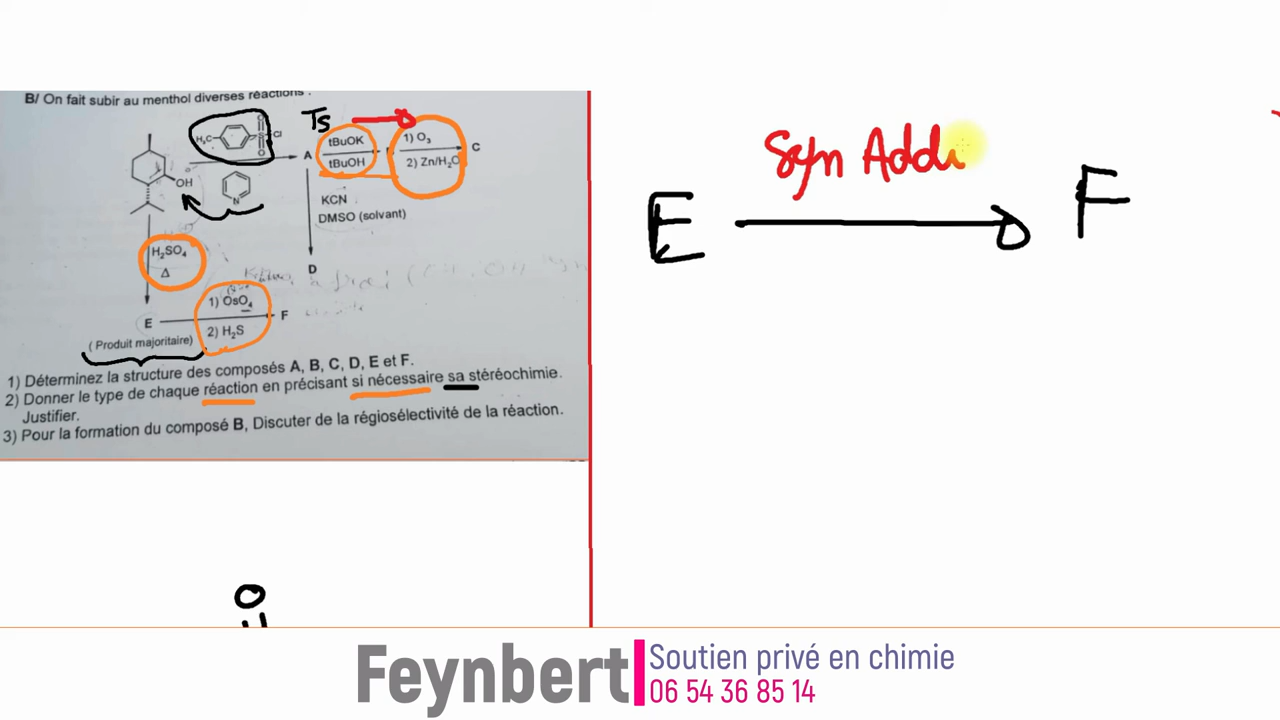 B/ On fait subir au menthol diverses réactions :
Ts
H₃C
S
O
O
Cl
tBuOK
tBuOH
A
1) O₃
2) Zn/H₂O
C
OH
N
KCN
DMSO (solvant)
H₂SO₄
Δ
D
E
1) OsO₄
2) H₂S
F
( Produit majoritaire)
1) Déterminez la structure des composés A, B, C, D, E et F.
2) Donner le type de chaque réaction en précisant si nécessaire sa stéréochimie.
Justifier.
3) Pour la formation du composé B, Discuter de la régiosélectivité de la réaction.
Syn Addi
E
F
O
Feynbert
Soutien privé en chimie
06 54 36 85 14